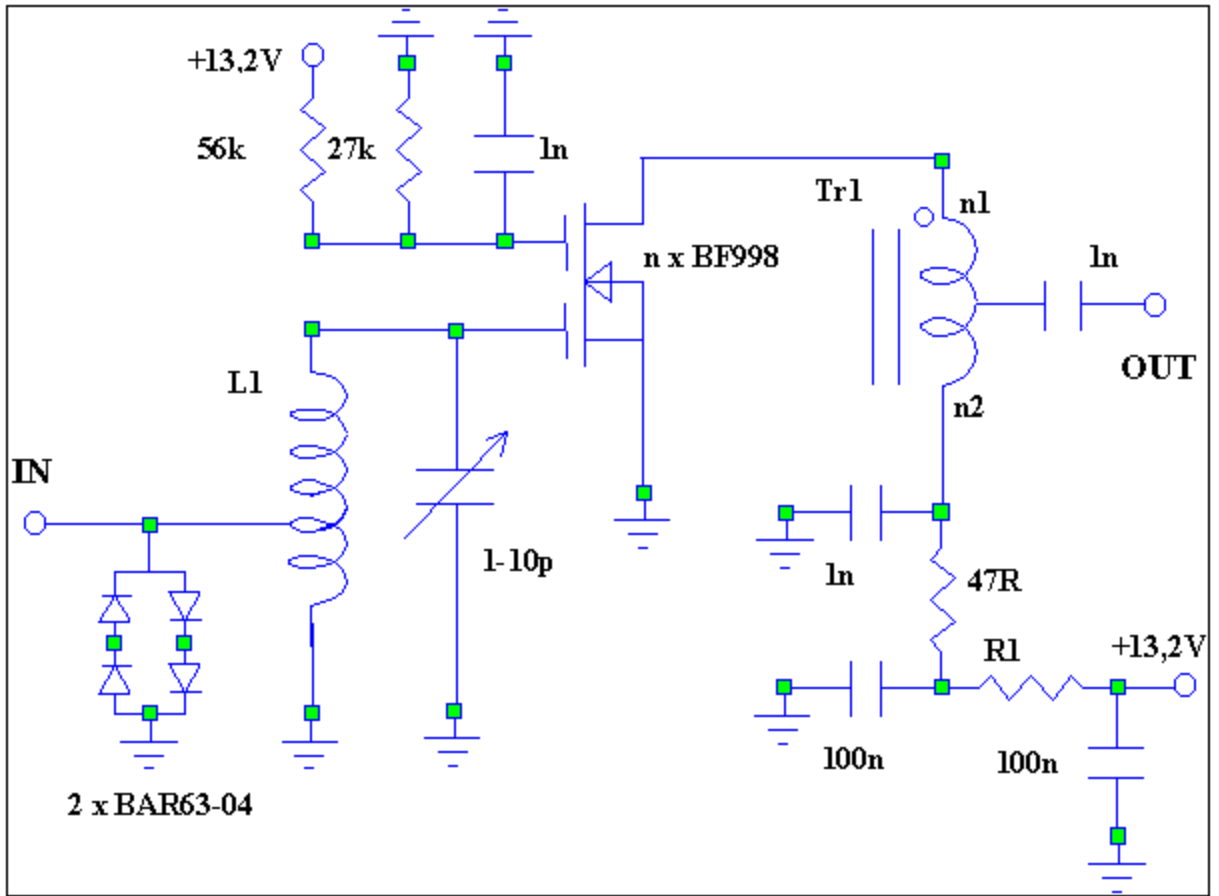 +13,2V
56k
27k
1n
Tr1
n1
n x BF998
1n
OUT
L1
n2
IN
1-10p
1n
47R
R1
+13,2V
100n
100n
2 x BAR63-04